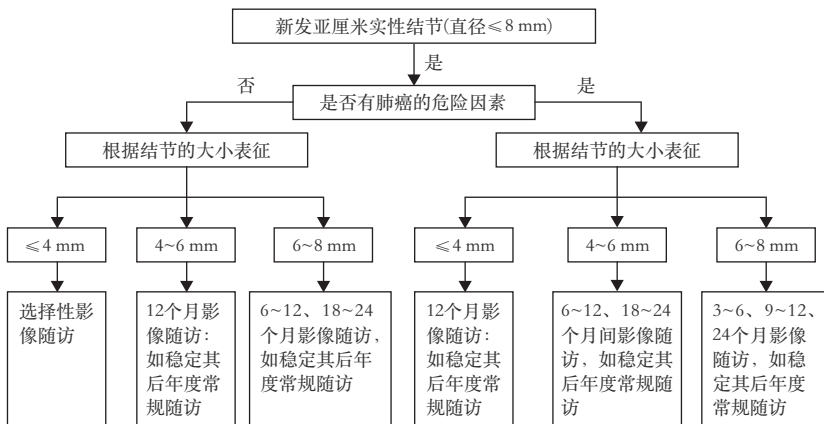 新发亚厘米实性结节(直径≤8 mm)
是
否
是否有肺癌的危险因素
是
根据结节的大小表征
根据结节的大小表征
≤4 mm
4~6 mm
6~8 mm
≤4 mm
4~6 mm
6~8 mm
选择性影
像随访
12个月影
像随访：
如稳定其
后年度常
规随访
6~12、18~24
个月影像随访，
如稳定其后年
度常规随访
12个月影
像随访：
如稳定其
后年度常
规随访
6~12、18~24
个月间影像随
访，如稳定其
后年度常规随
访
3~6、9~12、
24个月影像
随访，如稳
定其后年度
常规随访